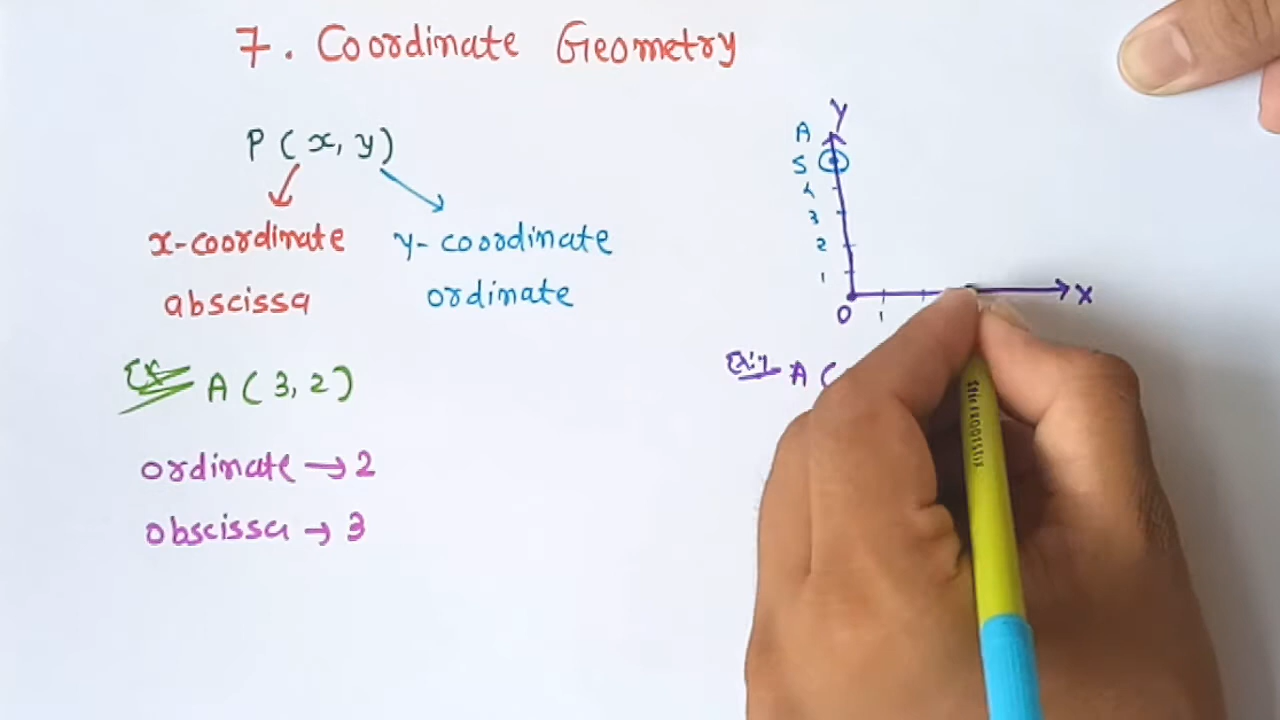 7. Coordinate Geometry
P (x, y)
x-coordinate
abscissa
y-coordinate
ordinate
Ex
A (3, 2)
ordinate → 2
obscissa → 3
Y
A
5
4
3
2
1
O
1
X
A (